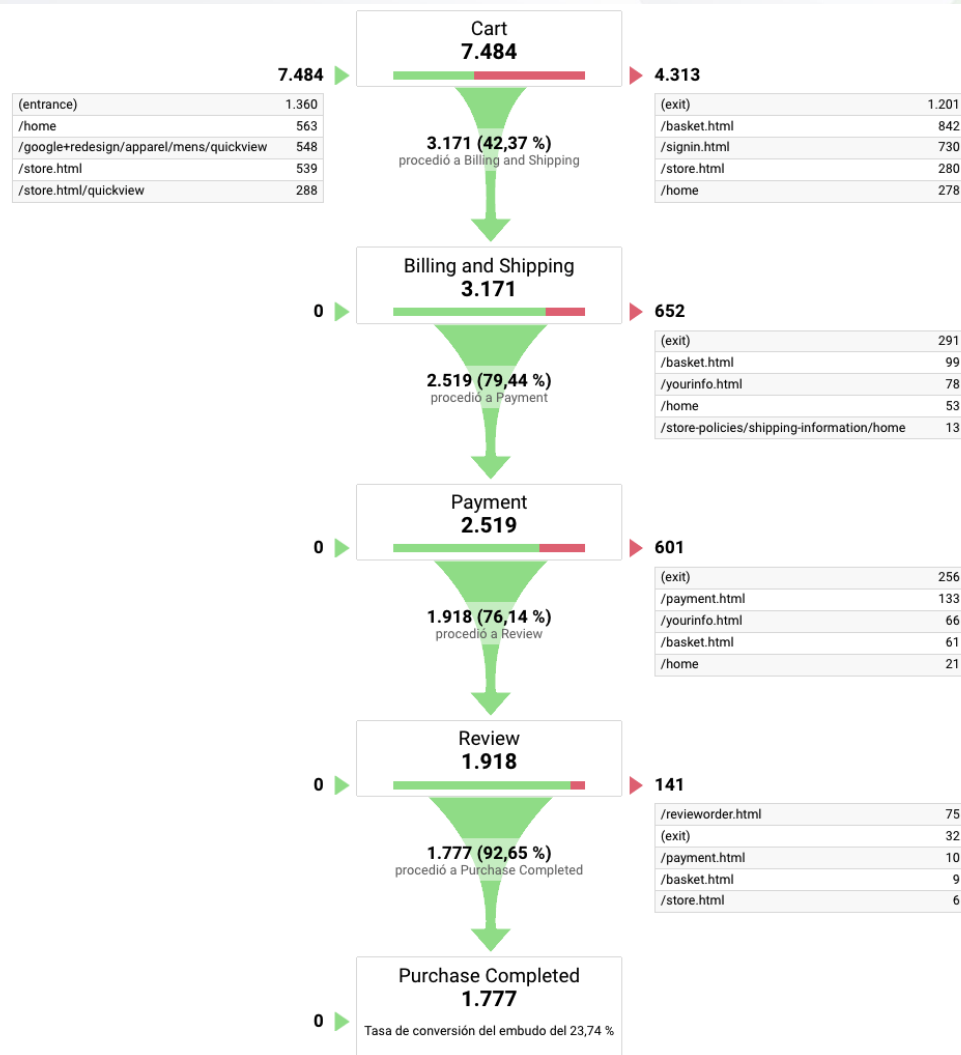 Cart
7.484
7.484
4.313
(entrance) 1.360
/home 563
/google+redesign/apparel/mens/quickview 548
/store.html 539
/store.html/quickview 288
(exit) 1.201
/basket.html 842
/signin.html 730
/store.html 280
/home 278
3.171 (42,37 %)
procedió a Billing and Shipping
Billing and Shipping
3.171
0
652
(exit) 291
/basket.html 99
/yourinfo.html 78
/home 53
/store-policies/shipping-information/home 13
2.519 (79,44 %)
procedió a Payment
Payment
2.519
0
601
(exit) 256
/payment.html 133
/yourinfo.html 66
/basket.html 61
/home 21
1.918 (76,14 %)
procedió a Review
Review
1.918
0
141
/revieworder.html 75
(exit) 32
/payment.html 10
/basket.html 9
/store.html 6
1.777 (92,65 %)
procedió a Purchase Completed
Purchase Completed
1.777
0
Tasa de conversión del embudo del 23,74 %